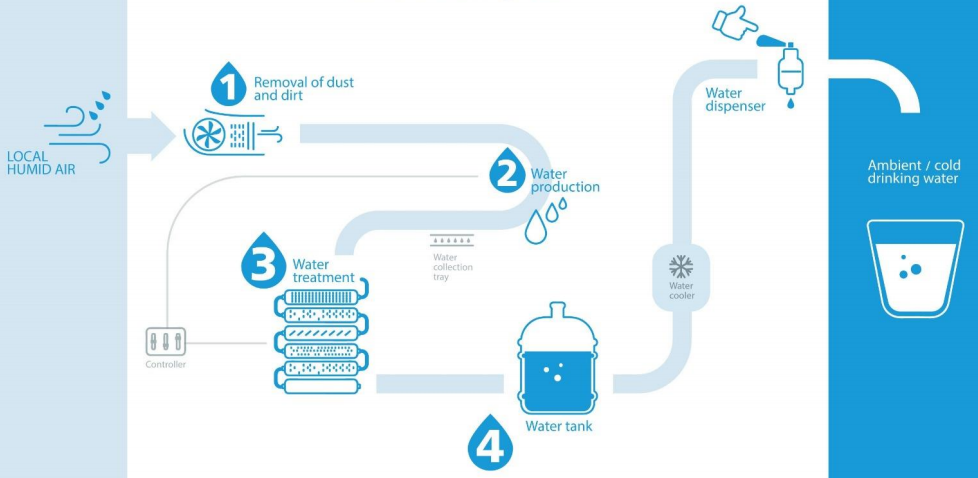 LOCAL
HUMID AIR
1
Removal of dust
and dirt
2
Water
production
Water
collection
tray
3
Water
treatment
Controller
4
Water tank
Water
cooler
Water
dispenser
Ambient / cold
drinking water